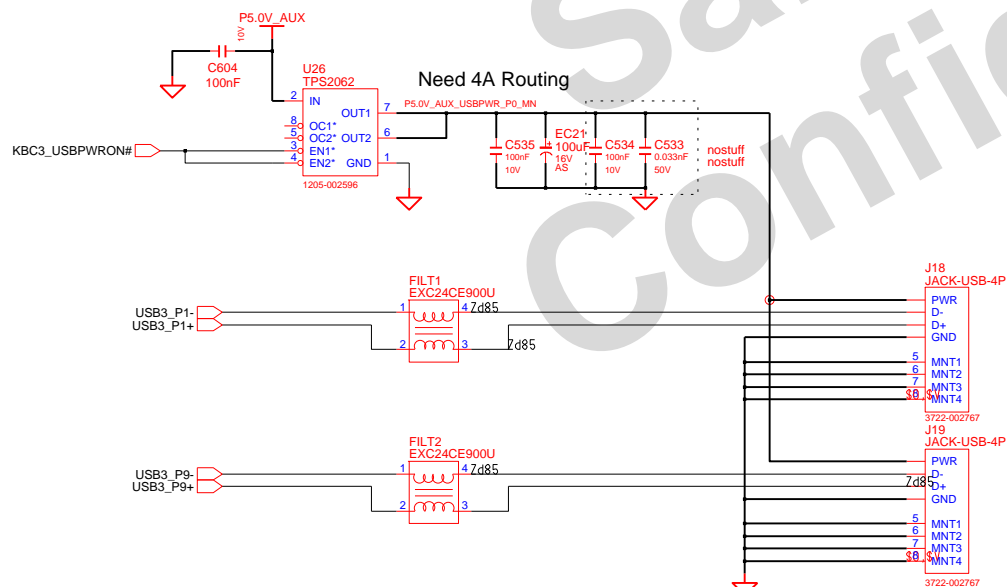 P5.0V_AUX
10V
C604
100nF
U26
TPS2062
Need 4A Routing
P5.0V_AUX_USBPWR_P0_MN
2 IN
OUT1 7
8 OC1*
5 OC2* OUT2 6
KBC3_USBPWRON# 3 EN1*
4 EN2* GND 1
1205-002596
C535
100nF
10V
EC21
100uF
16V
AS
C534
100nF
10V
C533
0.033nF
50V
nostuff
nostuff
FILT1
EXC24CE900U
USB3_P1- 1 4 Zd85
USB3_P1+ 2 3 Zd85
J18
JACK-USB-4P
PWR
D-
D+
GND
5 MNT1
6 MNT2
7 MNT3
MNT4
3722-002767
FILT2
EXC24CE900U
USB3_P9- 1 4 Zd85
USB3_P9+ 2 3
J19
JACK-USB-4P
PWR
D-
Zd85 D+
GND
5 MNT1
6 MNT2
7 MNT3
MNT4
3722-002767